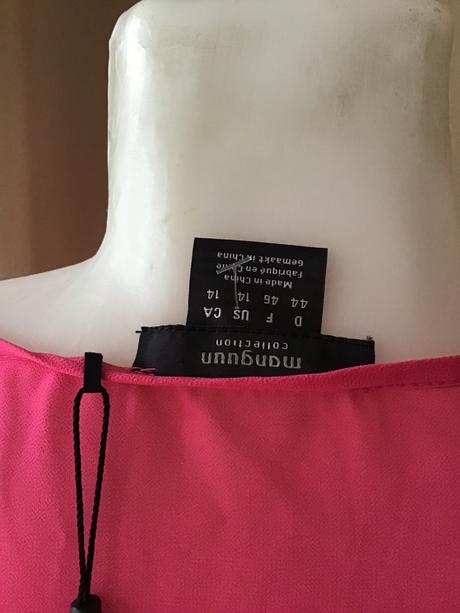 manguun
collection
D F US CA
44 46 14 14
Made in China
Fabriqué en Chine
Gemaakt in China